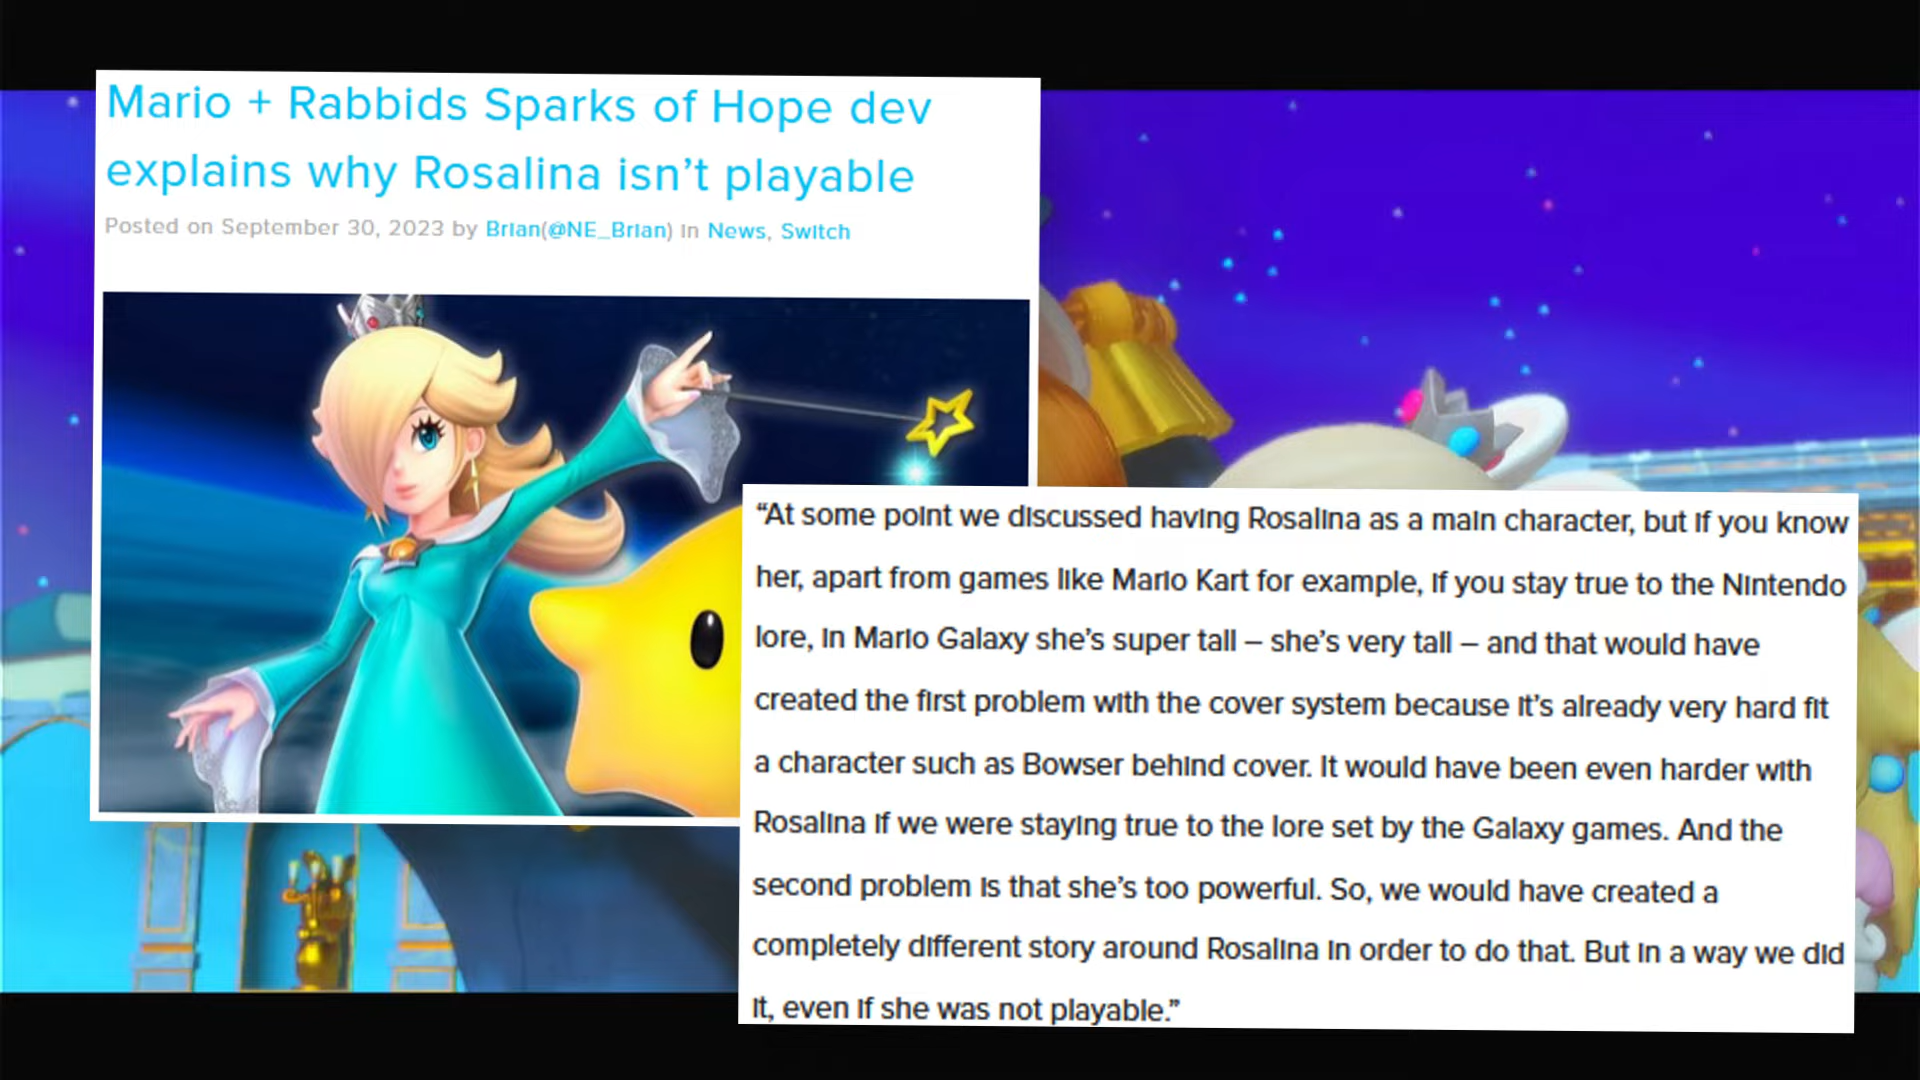 Mario + Rabbids Sparks of Hope dev
explains why Rosalina isn’t playable
Posted on September 30, 2023 by Brian(@NE_Brian) in News, Switch
“At some point we discussed having Rosalina as a main character, but if you know
her, apart from games like Mario Kart for example, if you stay true to the Nintendo
lore, in Mario Galaxy she’s super tall – she’s very tall – and that would have
created the first problem with the cover system because it’s already very hard fit
a character such as Bowser behind cover. It would have been even harder with
Rosalina if we were staying true to the lore set by the Galaxy games. And the
second problem is that she’s too powerful. So, we would have created a
completely different story around Rosalina in order to do that. But in a way we did
it, even if she was not playable.”